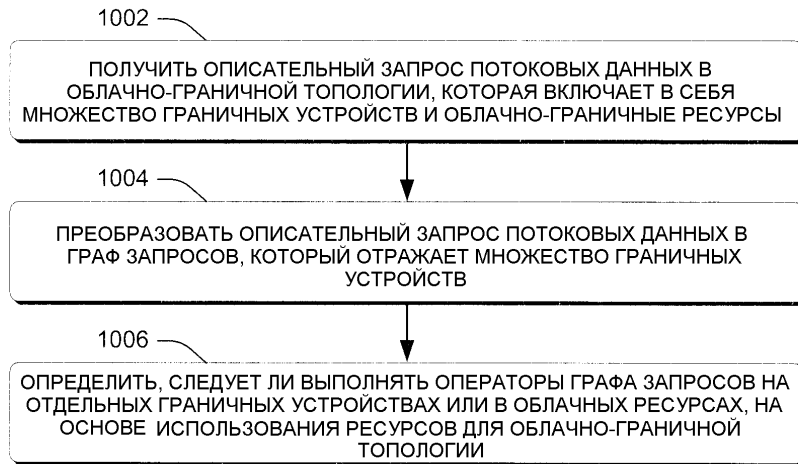 1002
ПОЛУЧИТЬ ОПИСАТЕЛЬНЫЙ ЗАПРОС ПОТОКОВЫХ ДАННЫХ В
ОБЛАЧНО-ГРАНИЧНОЙ ТОПОЛОГИИ, КОТОРАЯ ВКЛЮЧАЕТ В СЕБЯ
МНОЖЕСТВО ГРАНИЧНЫХ УСТРОЙСТВ И ОБЛАЧНО-ГРАНИЧНЫЕ РЕСУРСЫ
1004
ПРЕОБРАЗОВАТЬ ОПИСАТЕЛЬНЫЙ ЗАПРОС ПОТОКОВЫХ ДАННЫХ В
ГРАФ ЗАПРОСОВ, КОТОРЫЙ ОТРАЖАЕТ МНОЖЕСТВО ГРАНИЧНЫХ
УСТРОЙСТВ
1006
ОПРЕДЕЛИТЬ, СЛЕДУЕТ ЛИ ВЫПОЛНЯТЬ ОПЕРАТОРЫ ГРАФА ЗАПРОСОВ НА
ОТДЕЛЬНЫХ ГРАНИЧНЫХ УСТРОЙСТВАХ ИЛИ В ОБЛАЧНЫХ РЕСУРСАХ, НА
ОСНОВЕ ИСПОЛЬЗОВАНИЯ РЕСУРСОВ ДЛЯ ОБЛАЧНО-ГРАНИЧНОЙ
ТОПОЛОГИИ